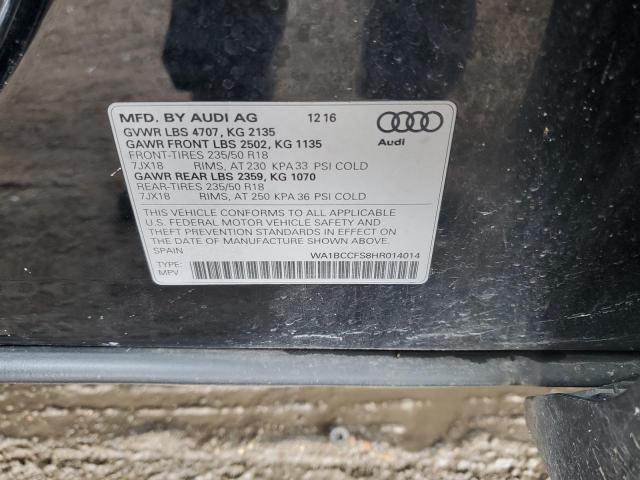 MFD. BY AUDI AG 12 16
GVWR LBS 4707, KG 2135
GAWR FRONT LBS 2502, KG 1135
FRONT-TIRES 235/50 R18
7JX18 RIMS, AT 230 KPA 33 PSI COLD
GAWR REAR LBS 2359, KG 1070
REAR-TIRES 235/50 R18
7JX18 RIMS, AT 250 KPA 36 PSI COLD
Audi
THIS VEHICLE CONFORMS TO ALL APPLICABLE
U.S. FEDERAL MOTOR VEHICLE SAFETY AND
THEFT PREVENTION STANDARDS IN EFFECT ON
THE DATE OF MANUFACTURE SHOWN ABOVE.
SPAIN
WA1BCCFS8HR014014
TYPE:
MPV